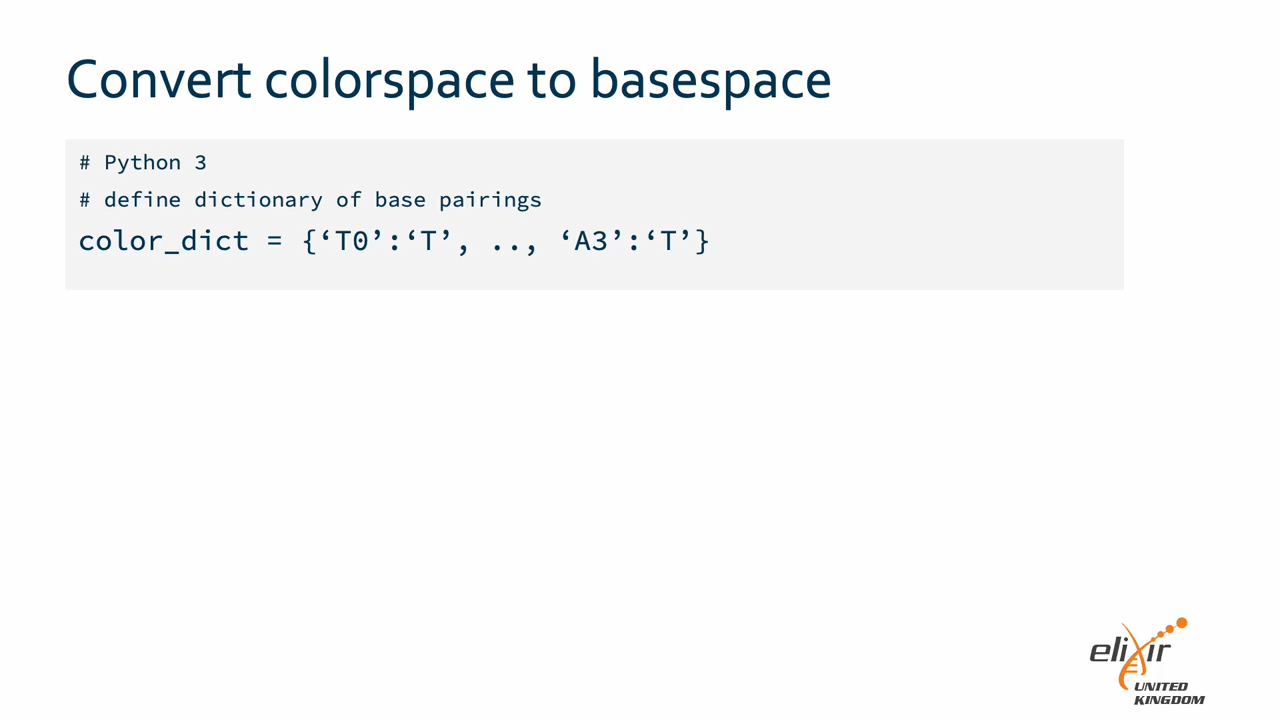 Convert colorspace to basespace
# Python 3
# define dictionary of base pairings
color_dict = {‘T0’:‘T’, .., ‘A3’:‘T’}
elixir
UNITED
KINGDOM